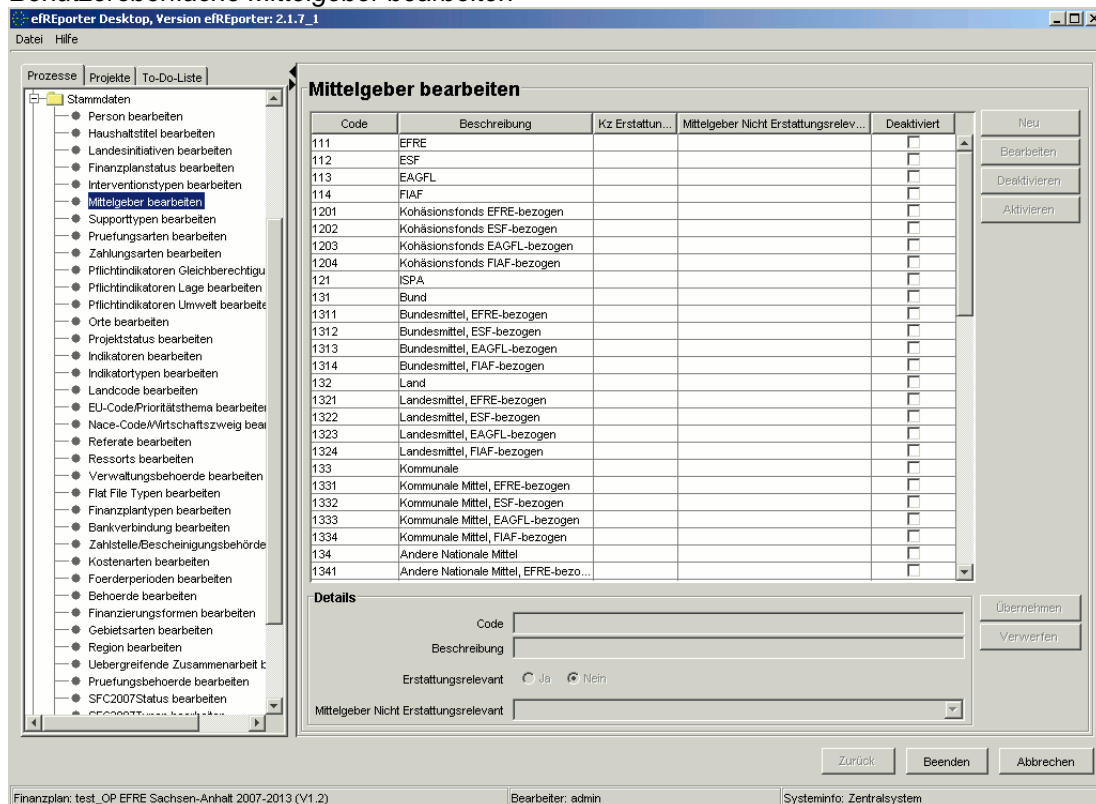 Benutzeroberfläche Mittelgeber bearbeiten
efREporter Desktop, Version efREporter: 2.1.7_1
Datei Hilfe
Prozesse Projekte To-Do-Liste
Stammdaten
Person bearbeiten
Haushaltstitel bearbeiten
Landesinitiativen bearbeiten
Finanzplanstatus bearbeiten
Interventionstypen bearbeiten
Mittelgeber bearbeiten
Supporttypen bearbeiten
Pruefungsarten bearbeiten
Zahlungsarten bearbeiten
Pflichtindikatoren Gleichberechtigu
Pflichtindikatoren Lage bearbeiten
Pflichtindikatoren Umwelt bearbeite
Orte bearbeiten
Projektstatus bearbeiten
Indikatoren bearbeiten
Indikatortypen bearbeiten
Landcode bearbeiten
EU-Code/Prioritätsthema bearbeiten
Nace-Code/Wirtschaftszweig bear
Referate bearbeiten
Ressorts bearbeiten
Verwaltungsbehoerde bearbeiten
Flat File Typen bearbeiten
Finanzplantypen bearbeiten
Bankverbindung bearbeiten
Zahlstelle/Bescheinigungsbehörde
Kostenarten bearbeiten
Foerderperioden bearbeiten
Behoerde bearbeiten
Finanzierungsformen bearbeiten
Gebietsarten bearbeiten
Region bearbeiten
Uebergreifende Zusammenarbeit b
Pruefungsbehoerde bearbeiten
SFC2007Status bearbeiten
Mittelgeber bearbeiten
Code Beschreibung Kz Erstattun... Mittelgeber Nicht Erstattungsrelev... Deaktiviert
111 EFRE
112 ESF
113 EAGFL
114 FIAF
1201 Kohäsionsfonds EFRE-bezogen
1202 Kohäsionsfonds ESF-bezogen
1203 Kohäsionsfonds EAGFL-bezogen
1204 Kohäsionsfonds FIAF-bezogen
121 ISPA
131 Bund
1311 Bundesmittel, EFRE-bezogen
1312 Bundesmittel, ESF-bezogen
1313 Bundesmittel, EAGFL-bezogen
1314 Bundesmittel, FIAF-bezogen
132 Land
1321 Landesmittel, EFRE-bezogen
1322 Landesmittel, ESF-bezogen
1323 Landesmittel, EAGFL-bezogen
1324 Landesmittel, FIAF-bezogen
133 Kommunale
1331 Kommunale Mittel, EFRE-bezogen
1332 Kommunale Mittel, ESF-bezogen
1333 Kommunale Mittel, EAGFL-bezogen
1334 Kommunale Mittel, FIAF-bezogen
134 Andere Nationale Mittel
1341 Andere Nationale Mittel, EFRE-bezo...
Neu
Bearbeiten
Deaktivieren
Aktivieren
Details
Code
Beschreibung
Erstattungsrelevant Ja Nein
Mittelgeber Nicht Erstattungsrelevant
Übernehmen
Verwerfen
Zurück Beenden Abbrechen
Finanzplan: test_OP EFRE Sachsen-Anhalt 2007-2013 (V1.2) Bearbeiter: admin Systeminfo: Zentralsystem